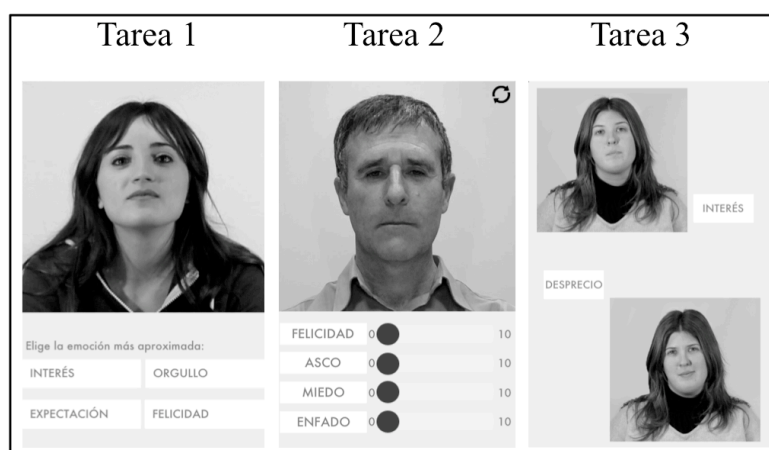 Tarea 1 Tarea 2 Tarea 3
Elige la emoción más aproximada:
INTERÉS ORGULLO
EXPECTACIÓN FELICIDAD
FELICIDAD 0 10
ASCO 0 10
MIEDO 0 10
ENFADO 0 10
INTERÉS
DESPRECIO